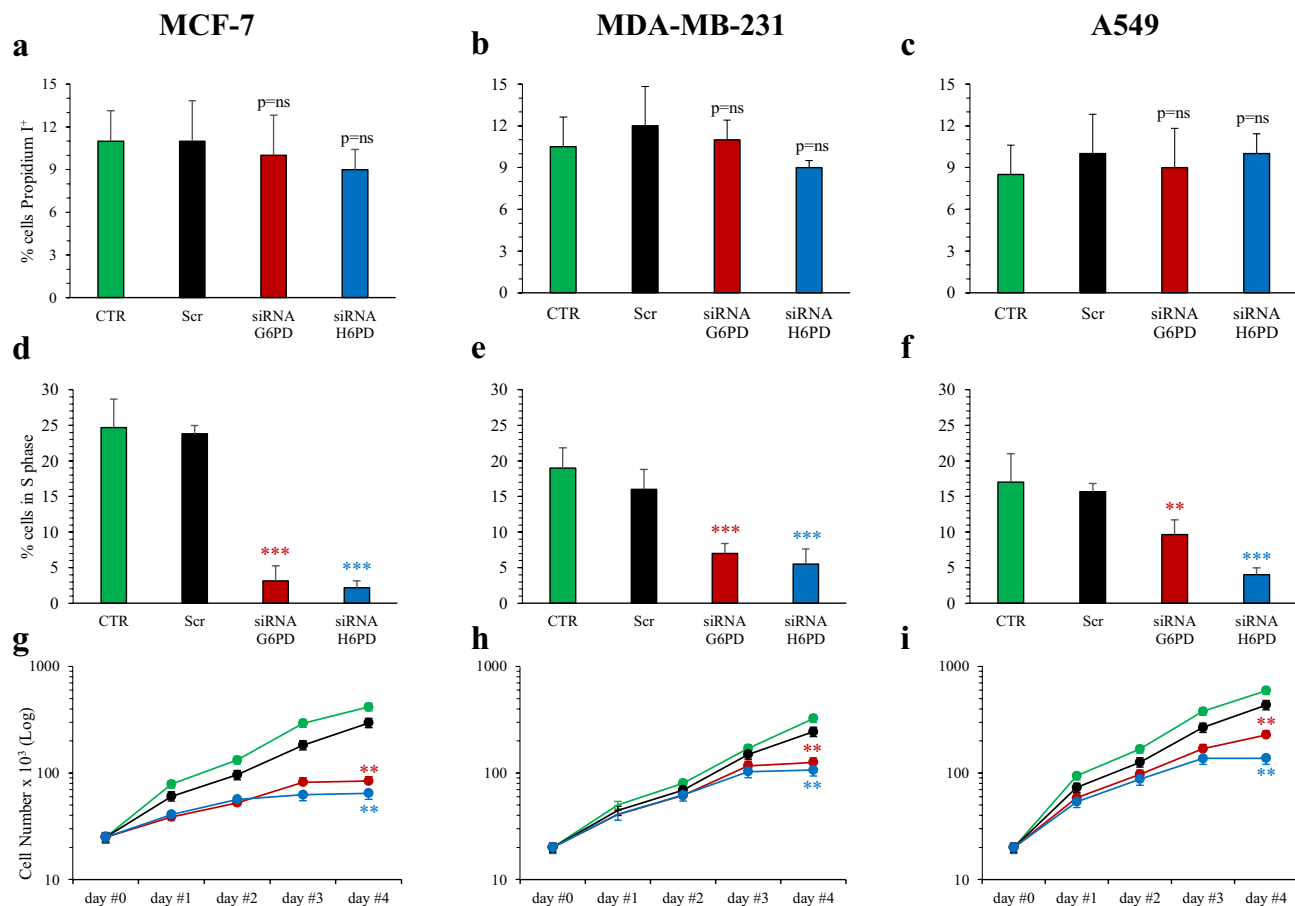 MCF-7
MDA-MB-231
A549
a
b
c
% cells Propidium I⁺
15
12
9
6
3
0
p=ns
p=ns
CTR
Scr
siRNA
G6PD
siRNA
H6PD
15
12
9
6
3
0
p=ns
p=ns
CTR
Scr
siRNA
G6PD
siRNA
H6PD
15
12
9
6
3
0
p=ns
p=ns
CTR
Scr
siRNA
G6PD
siRNA
H6PD
d
e
f
% cells in S phase
30
25
20
15
10
5
0
***
***
CTR
Scr
siRNA
G6PD
siRNA
H6PD
30
25
20
15
10
5
0
***
***
CTR
Scr
siRNA
G6PD
siRNA
H6PD
30
25
20
15
10
5
0
**
***
CTR
Scr
siRNA
G6PD
siRNA
H6PD
g
h
i
Cell Number x 10³ (Log)
1000
100
10
**
**
day #0 day #1 day #2 day #3 day #4
1000
100
10
**
**
day #0 day #1 day #2 day #3 day #4
1000
100
10
**
**
day #0 day #1 day #2 day #3 day #4